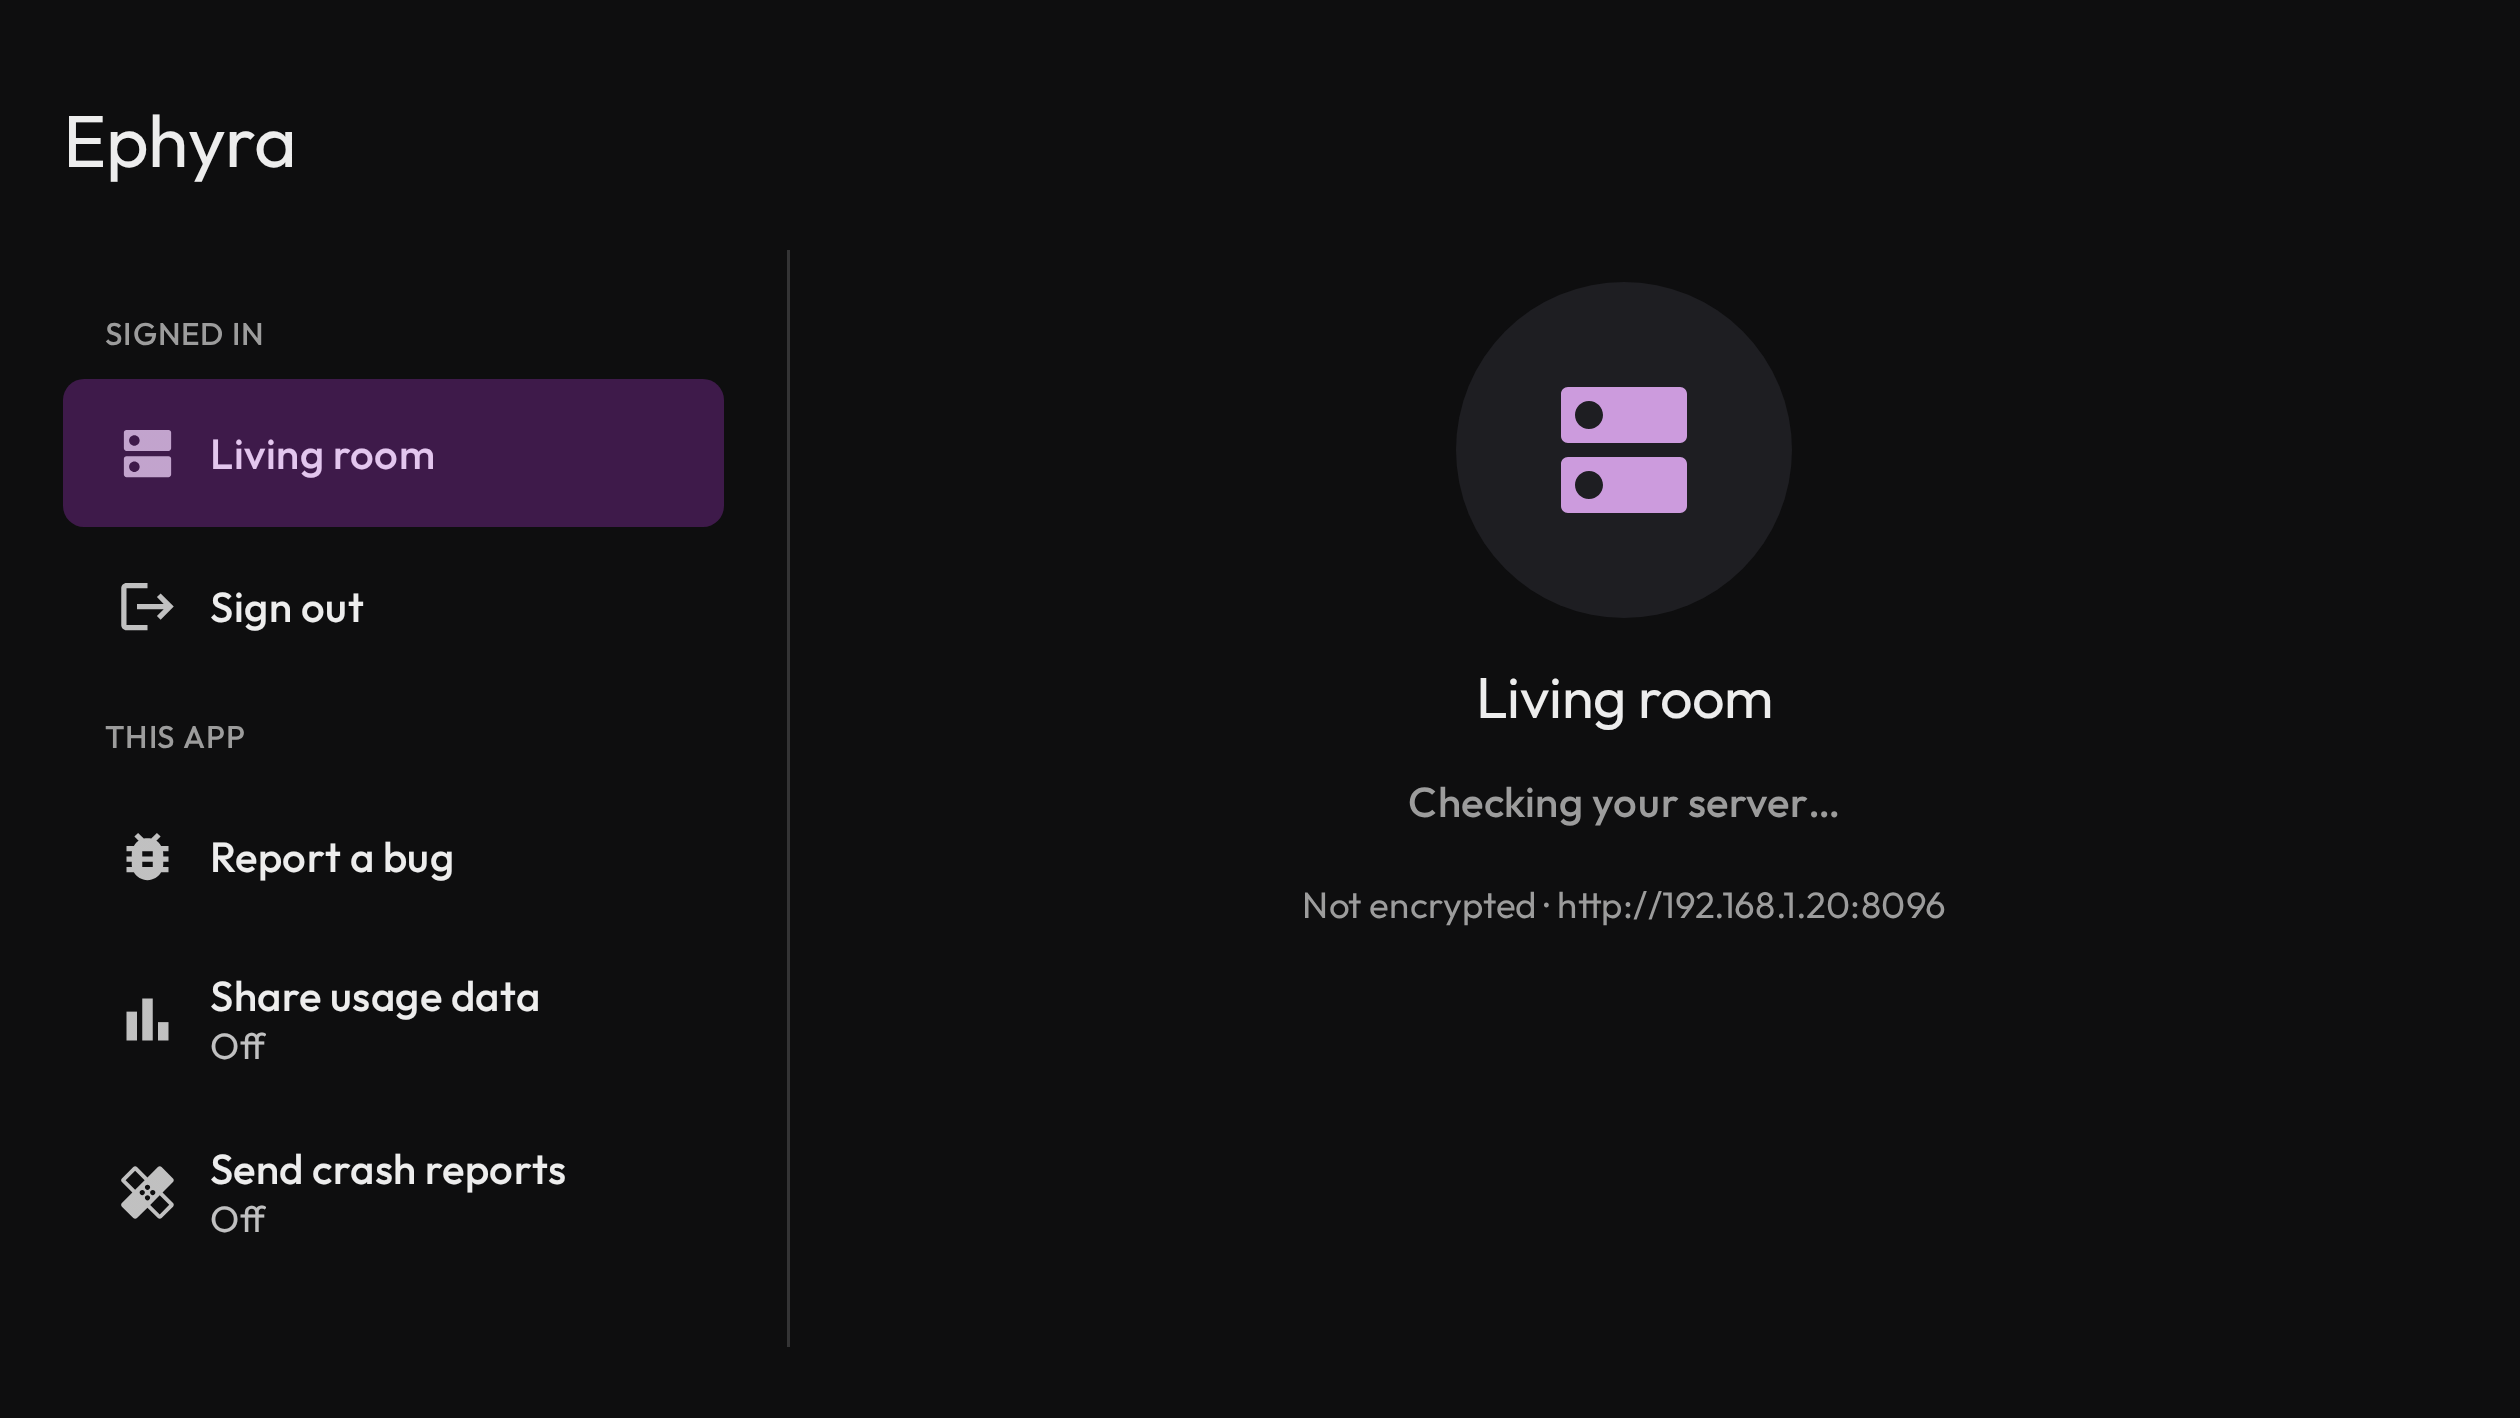 Ephyra
SIGNED IN
Living room
Sign out
THIS APP
Report a bug
Share usage data
Off
Send crash reports
Off
Living room
Checking your server...
Not encrypted · http://192.168.1.20:8096